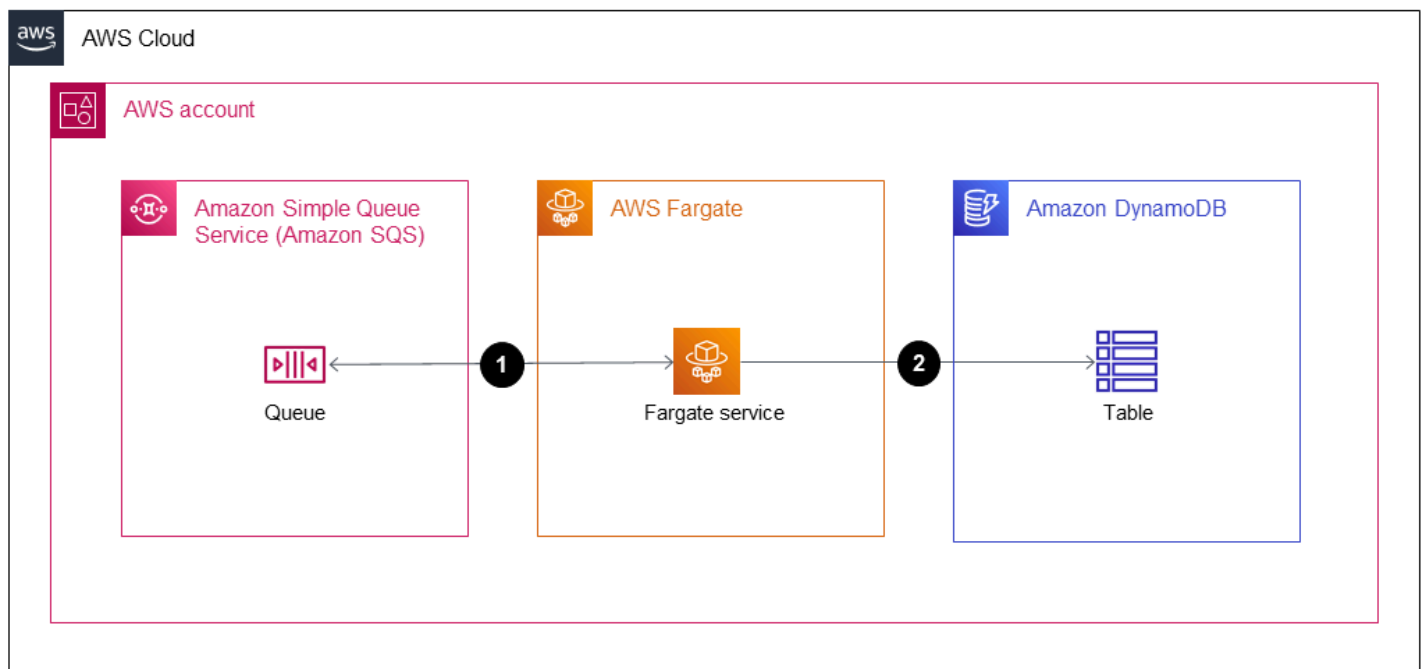 aws
AWS Cloud
AWS account
Amazon Simple Queue
Service (Amazon SQS)
AWS Fargate
Amazon DynamoDB
1
2
Queue
Fargate service
Table